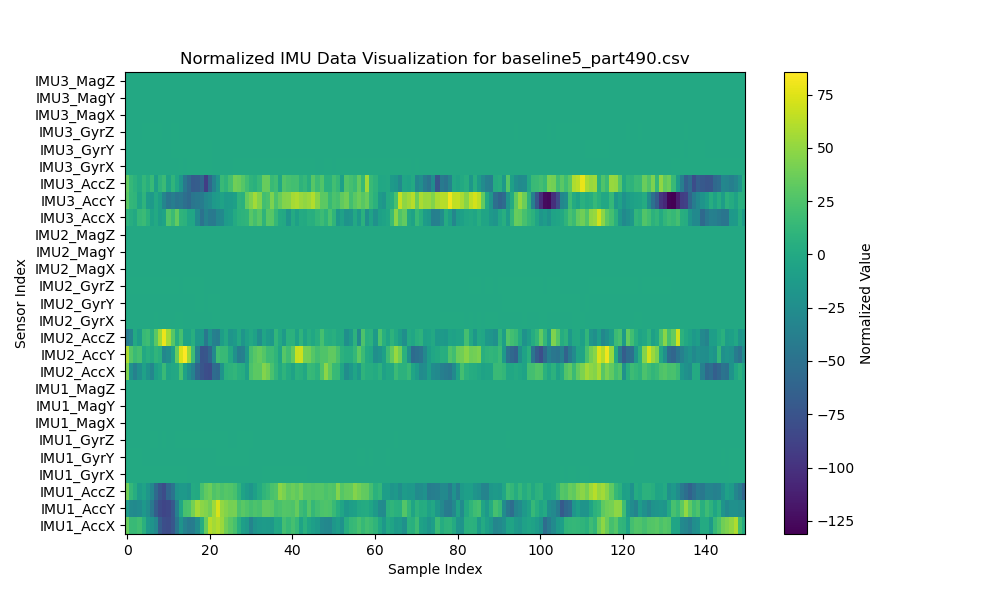 Normalized IMU Data Visualization for baseline5_part490.csv
IMU3_MagZ
IMU3_MagY
IMU3_MagX
IMU3_GyrZ
IMU3_GyrY
IMU3_GyrX
IMU3_AccZ
IMU3_AccY
IMU3_AccX
IMU2_MagZ
IMU2_MagY
IMU2_MagX
IMU2_GyrZ
IMU2_GyrY
IMU2_GyrX
IMU2_AccZ
IMU2_AccY
IMU2_AccX
IMU1_MagZ
IMU1_MagY
IMU1_MagX
IMU1_GyrZ
IMU1_GyrY
IMU1_GyrX
IMU1_AccZ
IMU1_AccY
IMU1_AccX
Sensor Index
0 20 40 60 80 100 120 140
Sample Index
75
50
25
0
−25
−50
−75
−100
−125
Normalized Value